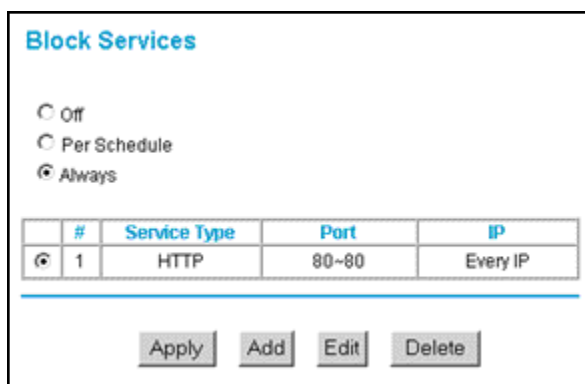 Block Services
Off
Per Schedule
Always
# Service Type Port IP
1 HTTP 80~80 Every IP
Apply Add Edit Delete